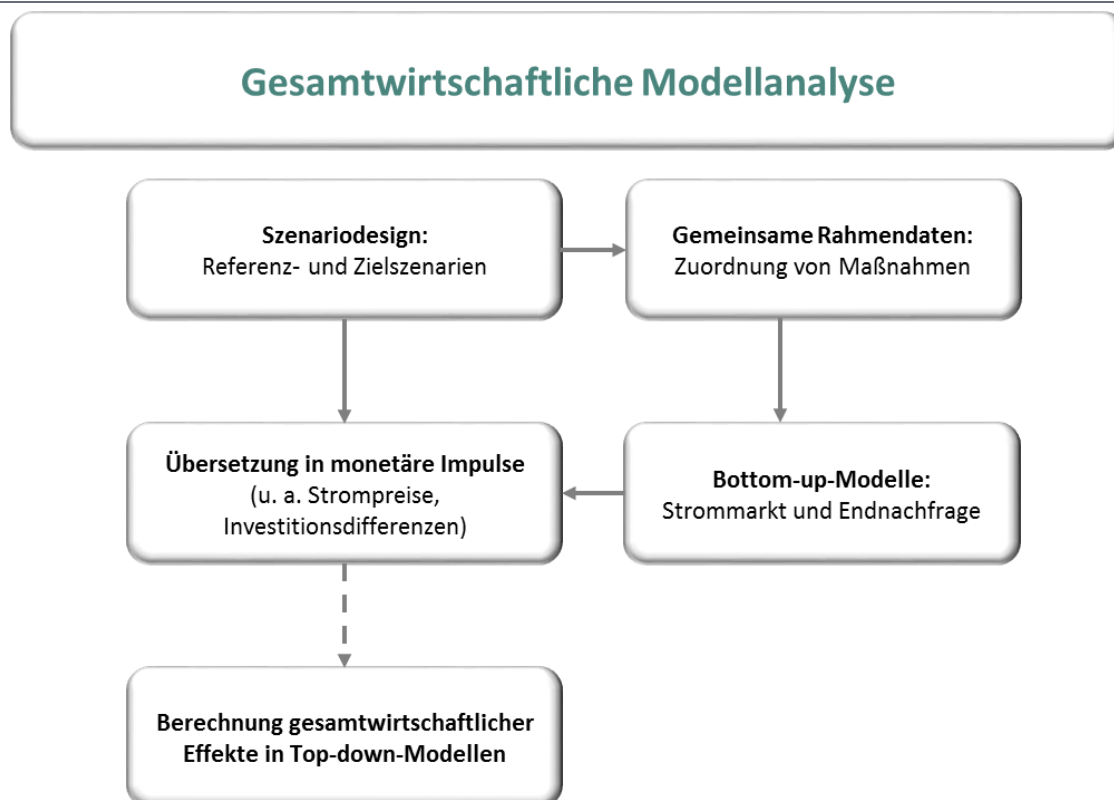 Gesamtwirtschaftliche Modellanalyse
Szenariodesign:
Referenz- und Zielszenarien
Gemeinsame Rahmendaten:
Zuordnung von Maßnahmen
Übersetzung in monetäre Impulse
(u. a. Strompreise,
Investitionsdifferenzen)
Bottom-up-Modelle:
Strommarkt und Endnachfrage
Berechnung gesamtwirtschaftlicher
Effekte in Top-down-Modellen